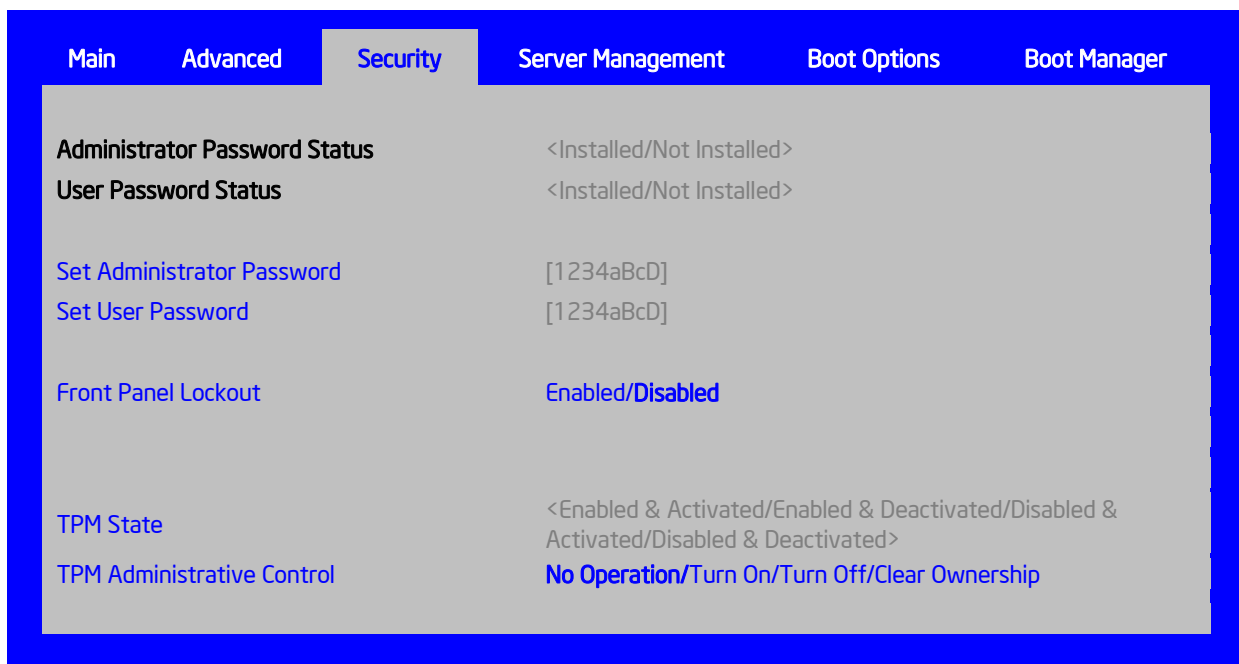 Main Advanced Security Server Management Boot Options Boot Manager
Administrator Password Status <Installed/Not Installed>
User Password Status <Installed/Not Installed>
Set Administrator Password [1234aBcD]
Set User Password [1234aBcD]
Front Panel Lockout Enabled/Disabled
TPM State <Enabled & Activated/Enabled & Deactivated/Disabled &
Activated/Disabled & Deactivated>
TPM Administrative Control No Operation/Turn On/Turn Off/Clear Ownership